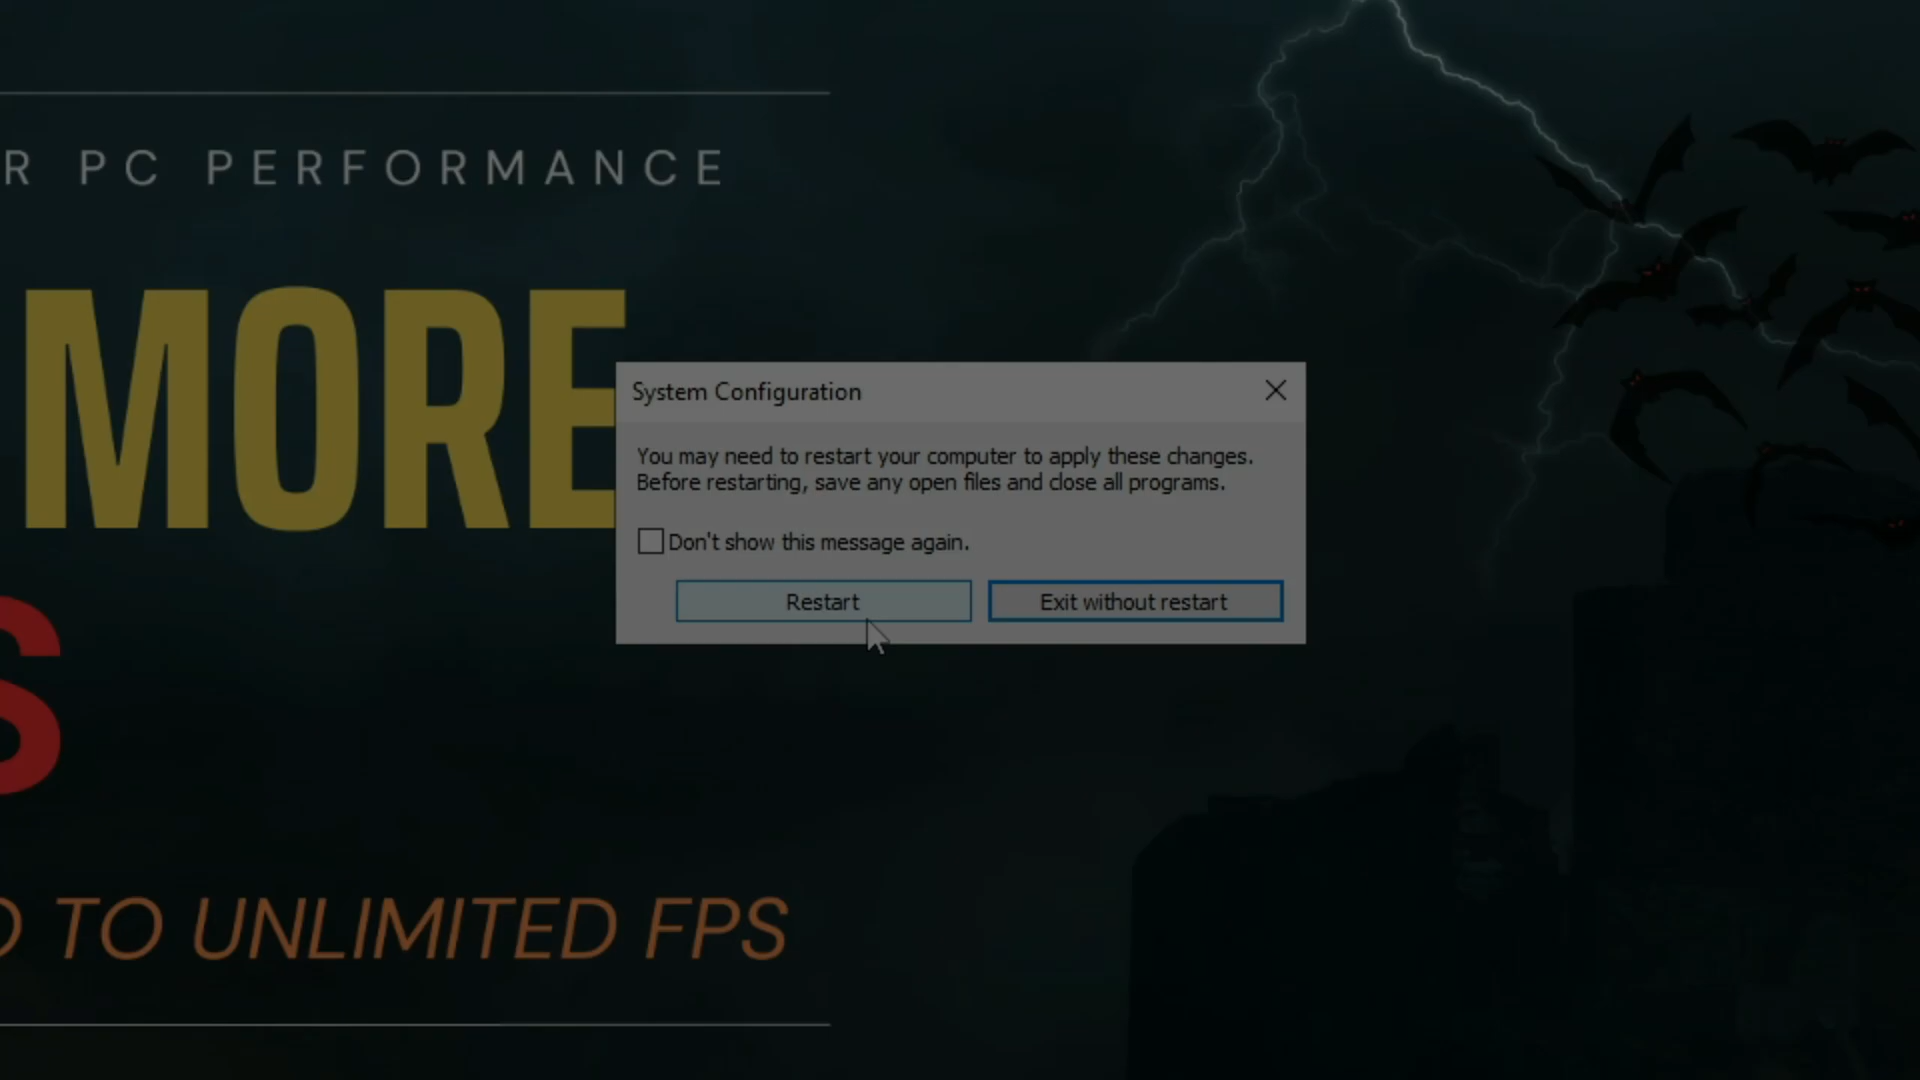 R PC PERFORMANCE
MORE
S
System Configuration
You may need to restart your computer to apply these changes.
Before restarting, save any open files and close all programs.
Don't show this message again.
Restart
Exit without restart
TO UNLIMITED FPS